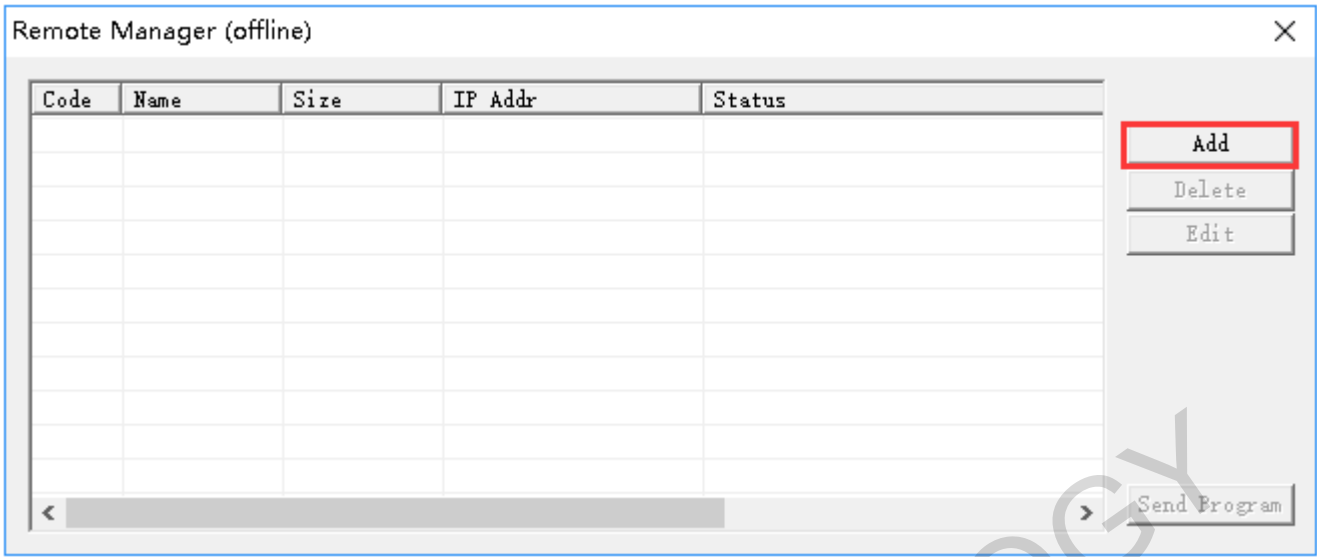 Remote Manager (offline)
Code Name Size IP Addr Status
Add
Delete
Edit
Send Program